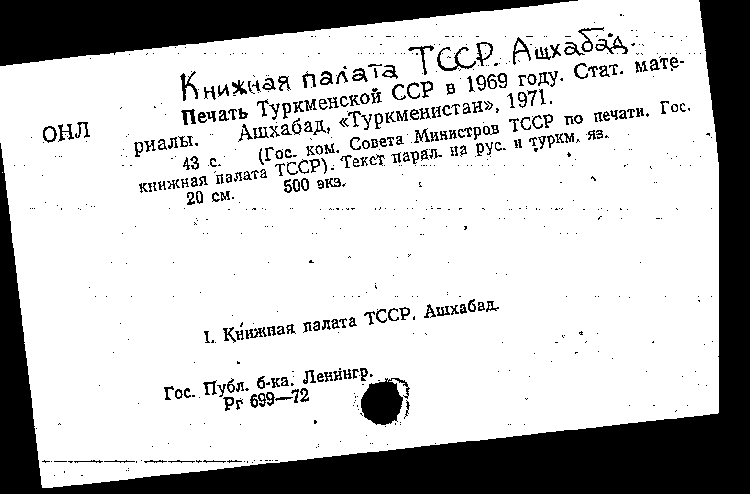 Книжная палата ТССР. Ашхабад.
Печать Туркменской ССР в 1969 году. Стат. мате-
ОНЛ риалы. Ашхабад, «Туркменистан», 1971.
43 с. (Гос. ком. Совета Министров ТССР по печати. Гос.
книжная палата ТССР). Текст парал. на рус. и туркм. яз.
20 см. 500 экз.
I. Книжная палата ТССР. Ашхабад.
Гос. Публ. б-ка. Ленингр.
Рг 699—72